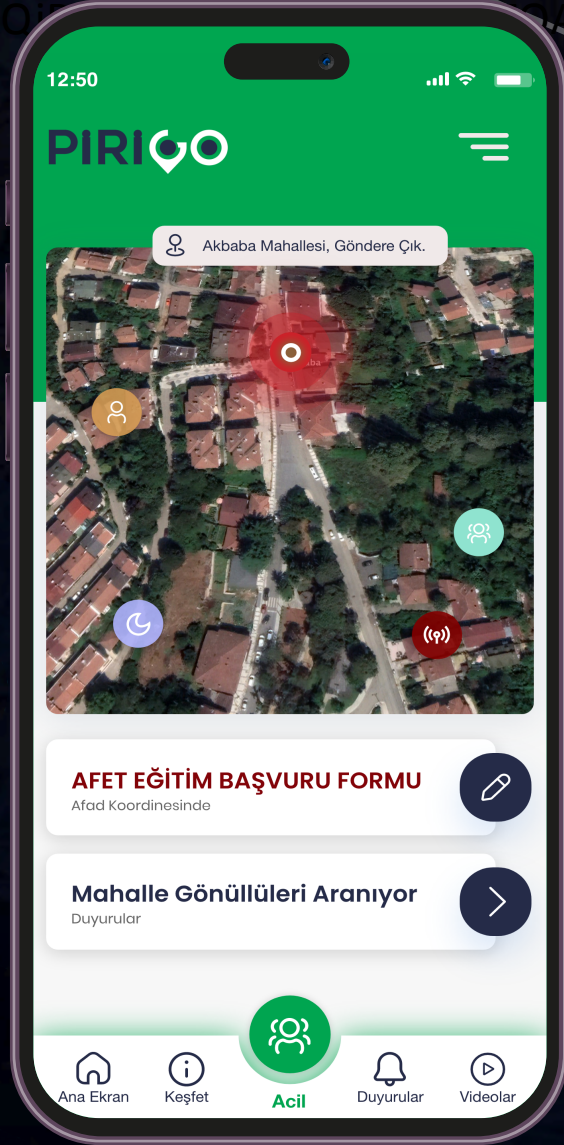 12:50
PiRiGO
Akbaba Mahallesi, Göndere Çık.
AFET EĞİTİM BAŞVURU FORMU
Afad Koordinesinde
Mahalle Gönüllüleri Aranıyor
Duyurular
Ana Ekran
Keşfet
Acil
Duyurular
Videolar